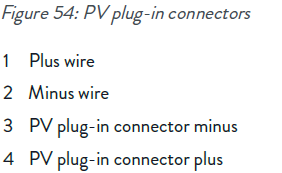 Figure 54: PV plug-in connectors
1 Plus wire
2 Minus wire
3 PV plug-in connector minus
4 PV plug-in connector plus